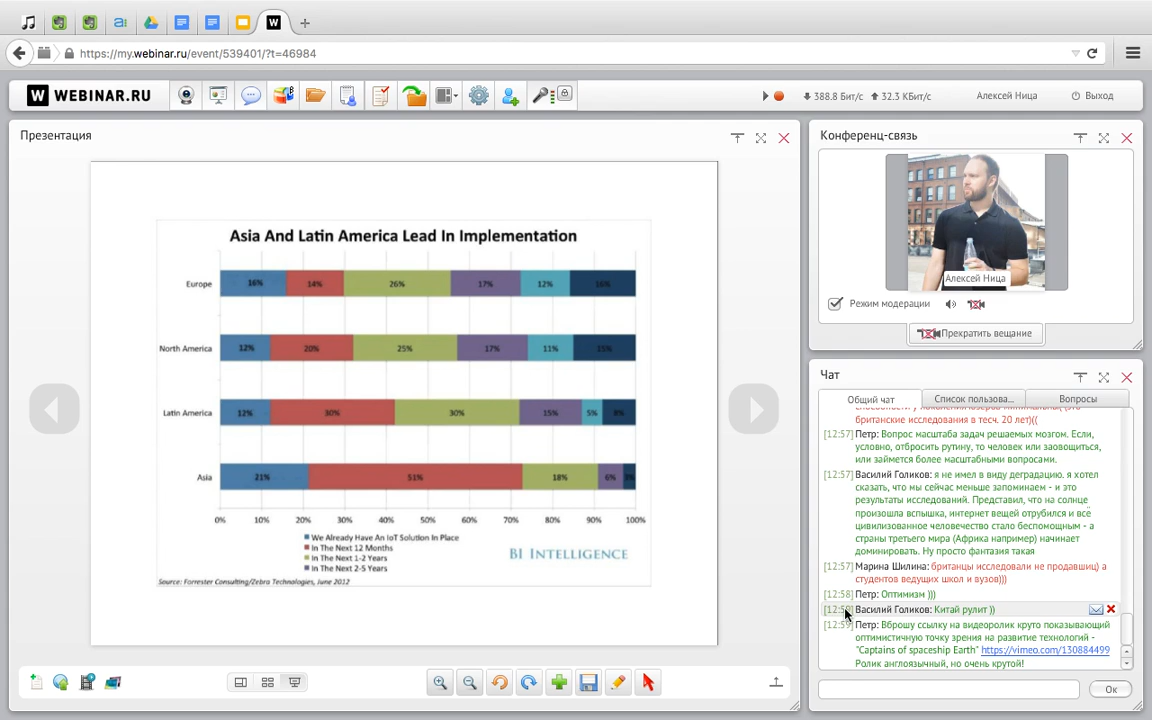 W
https://my.webinar.ru/event/539401/?t=46984
W WEBINAR.RU
388.8 Бит/с 32.3 КБит/с
Алексей Ница
Выход
Презентация
Asia And Latin America Lead In Implementation
Europe 16% 14% 26% 17% 12% 16%
North America 12% 20% 25% 17% 11% 15%
Latin America 12% 30% 30% 15% 5% 8%
Asia 21% 51% 18% 6%
0% 10% 20% 30% 40% 50% 60% 70% 80% 90% 100%
We Already Have An IoT Solution In Place
In The Next 12 Months
In The Next 1-2 Years
In The Next 2-5 Years
BI INTELLIGENCE
Source: Forrester Consulting/Zebra Technologies, June 2012
Конференц-связь
Алексей Ница
Режим модерации
Прекратить вещание
Чат
Общий чат
Список пользова...
Вопросы
британские исследования в тесч. 20 лет)((
[12:57] Петр: Вопрос масштаба задач решаемых мозгом. Если,
условно, отбросить рутину, то человек или заовощиться,
или займется более масштабными вопросами.
[12:57] Василий Голиков: я не имел в виду деградацию. я хотел
сказать, что мы сейчас меньше запоминаем - и это
результаты исследований. Представил, что на солнце
произошла вспышка, интернет вещей отрубился и всё
цивилизованное человечество стало беспомощным - а
страны третьего мира (Африка например) начинает
доминировать. Ну просто фантазия такая
[12:57] Марина Шилина: британцы исследовали не продавшиц) а
студентов ведущих школ и вузов)))
[12:58] Петр: Оптимизм )))
Василий Голиков: Китай рулит ))
[12:59] Петр: Вброшу ссылку на видеоролик круто показывающий
оптимистичную точку зрения на развитие технологий -
"Captains of spaceship Earth" https://vimeo.com/130884499
Ролик англоязычный, но очень крутой!
Ок